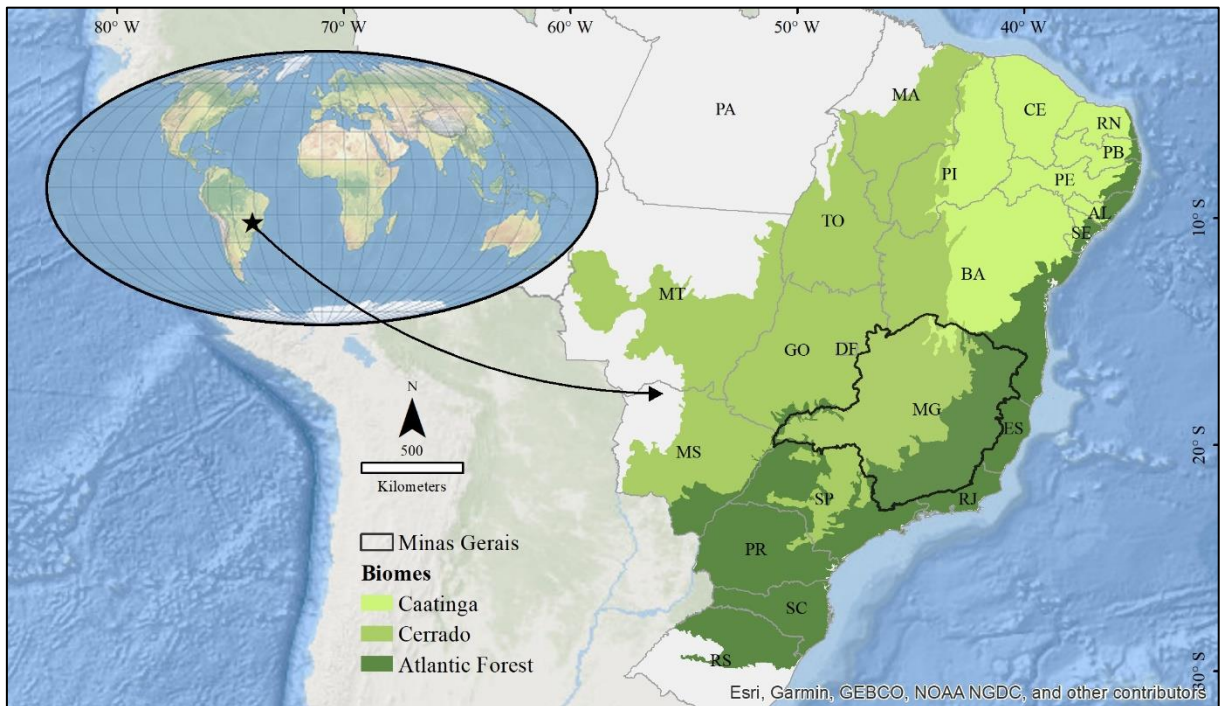 80° W 70° W 60° W 50° W 40° W
PA
MA
CE
RN
PB
PI
PE
TO
AL
10° S
SE
BA
MT
GO
DF
MG
ES
N
500
Kilometers
MS
20° S
SP
RJ
Minas Gerais
PR
Biomes
Caatinga
SC
Cerrado
Atlantic Forest
RS
30° S
Esri, Garmin, GEBCO, NOAA NGDC, and other contributors